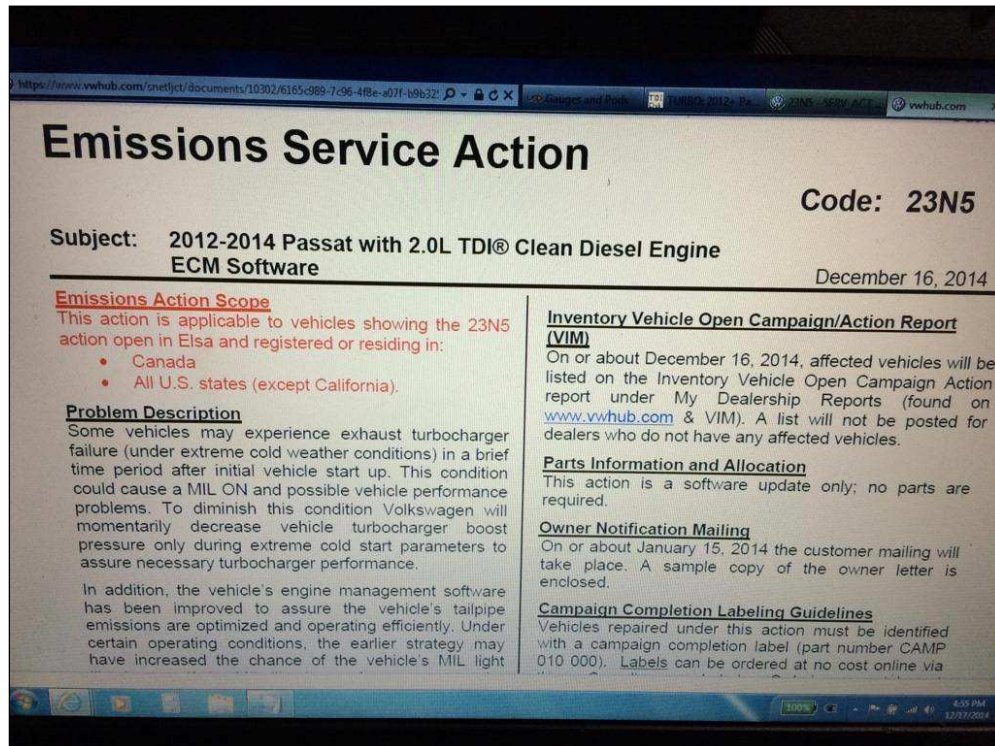 https://www.vwhub.com/snetfjct/documents/10302/6165c989-7c96-4f8e-a07f-b9b32
Gauges and Pods
TDI
TURBO: 2012+ Pa...
23N5 - SERV_ACT...
vwhub.com
Emissions Service Action
Code: 23N5
Subject: 2012-2014 Passat with 2.0L TDI® Clean Diesel Engine
ECM Software
December 16, 2014
Emissions Action Scope
This action is applicable to vehicles showing the 23N5
action open in Elsa and registered or residing in:
• Canada
• All U.S. states (except California).
Problem Description
Some vehicles may experience exhaust turbocharger
failure (under extreme cold weather conditions) in a brief
time period after initial vehicle start up. This condition
could cause a MIL ON and possible vehicle performance
problems. To diminish this condition Volkswagen will
momentarily decrease vehicle turbocharger boost
pressure only during extreme cold start parameters to
assure necessary turbocharger performance.
In addition, the vehicle's engine management software
has been improved to assure the vehicle's tailpipe
emissions are optimized and operating efficiently. Under
certain operating conditions, the earlier strategy may
have increased the chance of the vehicle's MIL light
Inventory Vehicle Open Campaign/Action Report
(VIM)
On or about December 16, 2014, affected vehicles will be
listed on the Inventory Vehicle Open Campaign Action
report under My Dealership Reports (found on
www.vwhub.com & VIM). A list will not be posted for
dealers who do not have any affected vehicles.
Parts Information and Allocation
This action is a software update only; no parts are
required.
Owner Notification Mailing
On or about January 15, 2014 the customer mailing will
take place. A sample copy of the owner letter is
enclosed.
Campaign Completion Labeling Guidelines
Vehicles repaired under this action must be identified
with a campaign completion label (part number CAMP
010 000). Labels can be ordered at no cost online via
100%
4:55 PM
12/17/2014